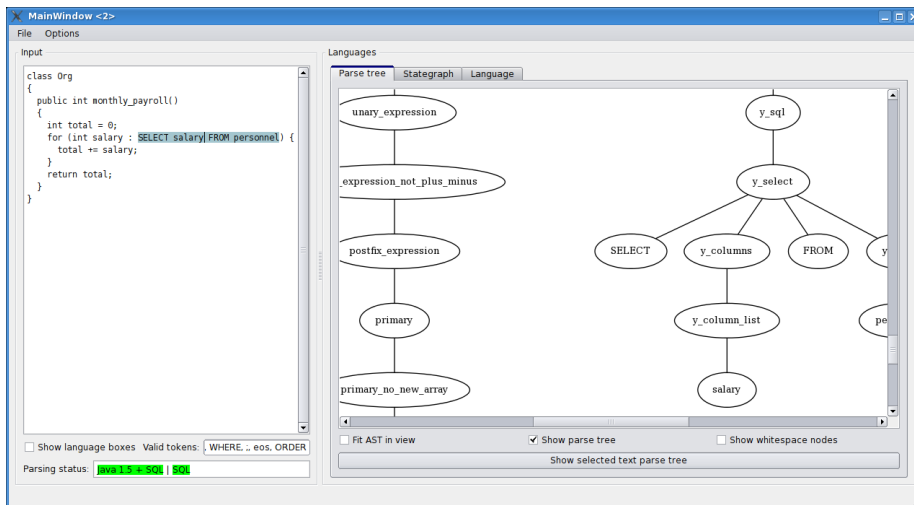 MainWindow <2>
File Options
Input
class Org
{
public int monthly_payroll()
{
int total = 0;
for (int salary : SELECT salary FROM personnel) {
total += salary;
}
return total;
}
}
Show language boxes Valid tokens: , WHERE, ;, eos, ORDER
Parsing status: Java 1.5 + SQL | SQL
Languages
Parse tree Stategraph Language
unary_expression y_sql
_expression_not_plus_minus y_select
postfix_expression SELECT y_columns FROM y
primary y_column_list pe
primary_no_new_array salary
Fit AST in view Show parse tree Show whitespace nodes
Show selected text parse tree